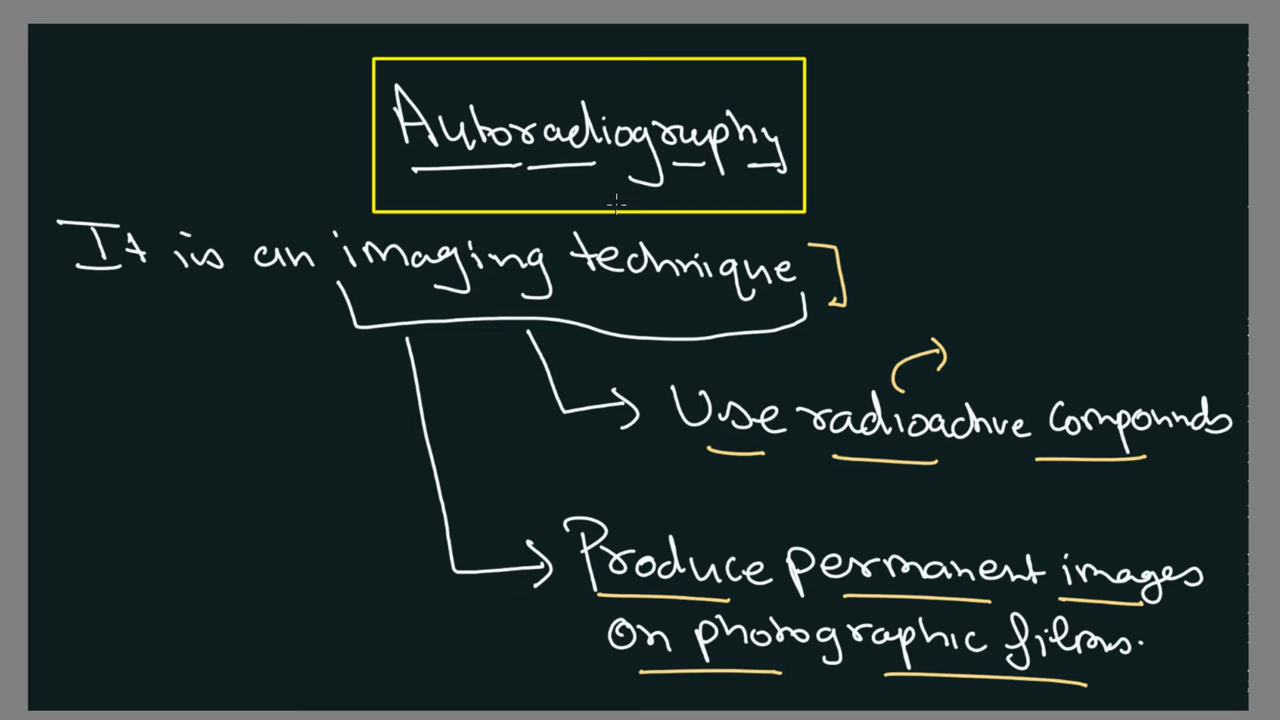 Autoradiography
It is an imaging technique
Use radioactive compounds
Produce permanent images
on photographic films.